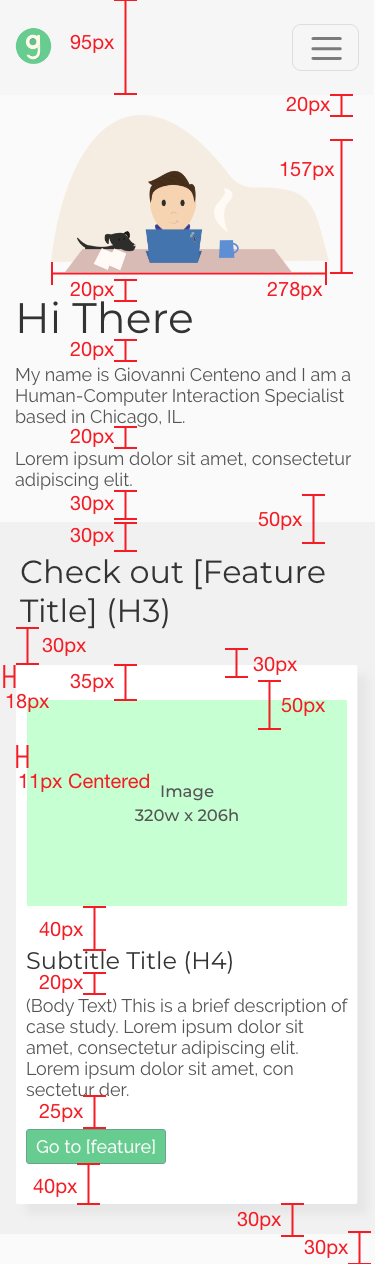 g
95px
20px
157px
20px
278px
Hi There
20px
My name is Giovanni Centeno and I am a
Human-Computer Interaction Specialist
based in Chicago, IL.
20px
Lorem ipsum dolor sit amet, consectetur
adipiscing elit.
30px
50px
30px
Check out [Feature
Title] (H3)
30px
30px
35px
18px
50px
11px Centered
Image
320w x 206h
40px
Subtitle Title (H4)
20px
(Body Text) This is a brief description of
case study. Lorem ipsum dolor sit
amet, consectetur adipiscing elit.
Lorem ipsum dolor sit amet, con
sectetur der.
25px
Go to [feature]
40px
30px
30px